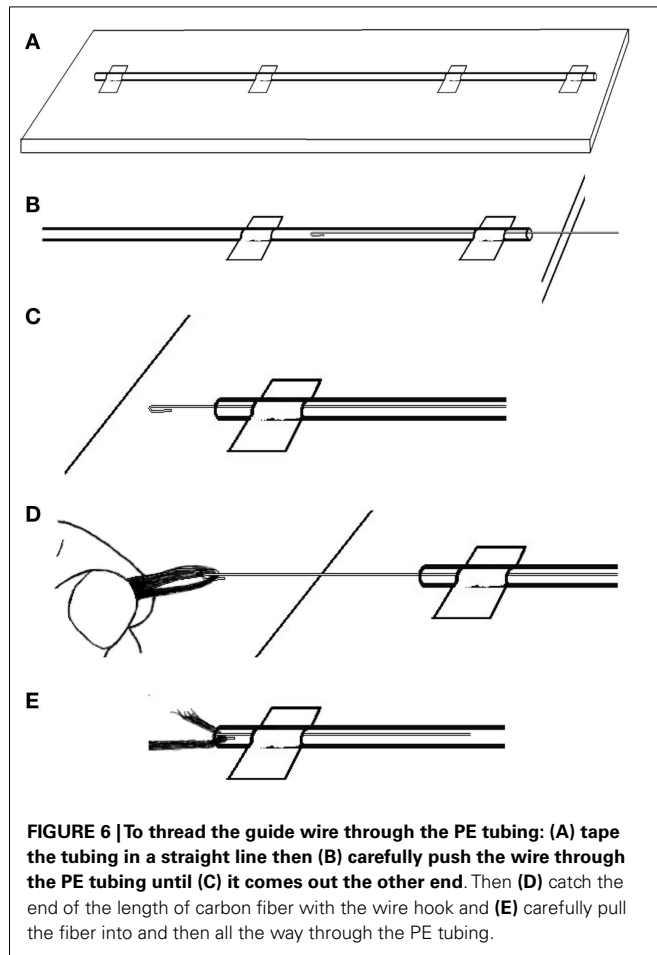 A
B
C
D
E
FIGURE 6 | To thread the guide wire through the PE tubing: (A) tape
the tubing in a straight line then (B) carefully push the wire through
the PE tubing until (C) it comes out the other end. Then (D) catch the
end of the length of carbon fiber with the wire hook and (E) carefully pull
the fiber into and then all the way through the PE tubing.